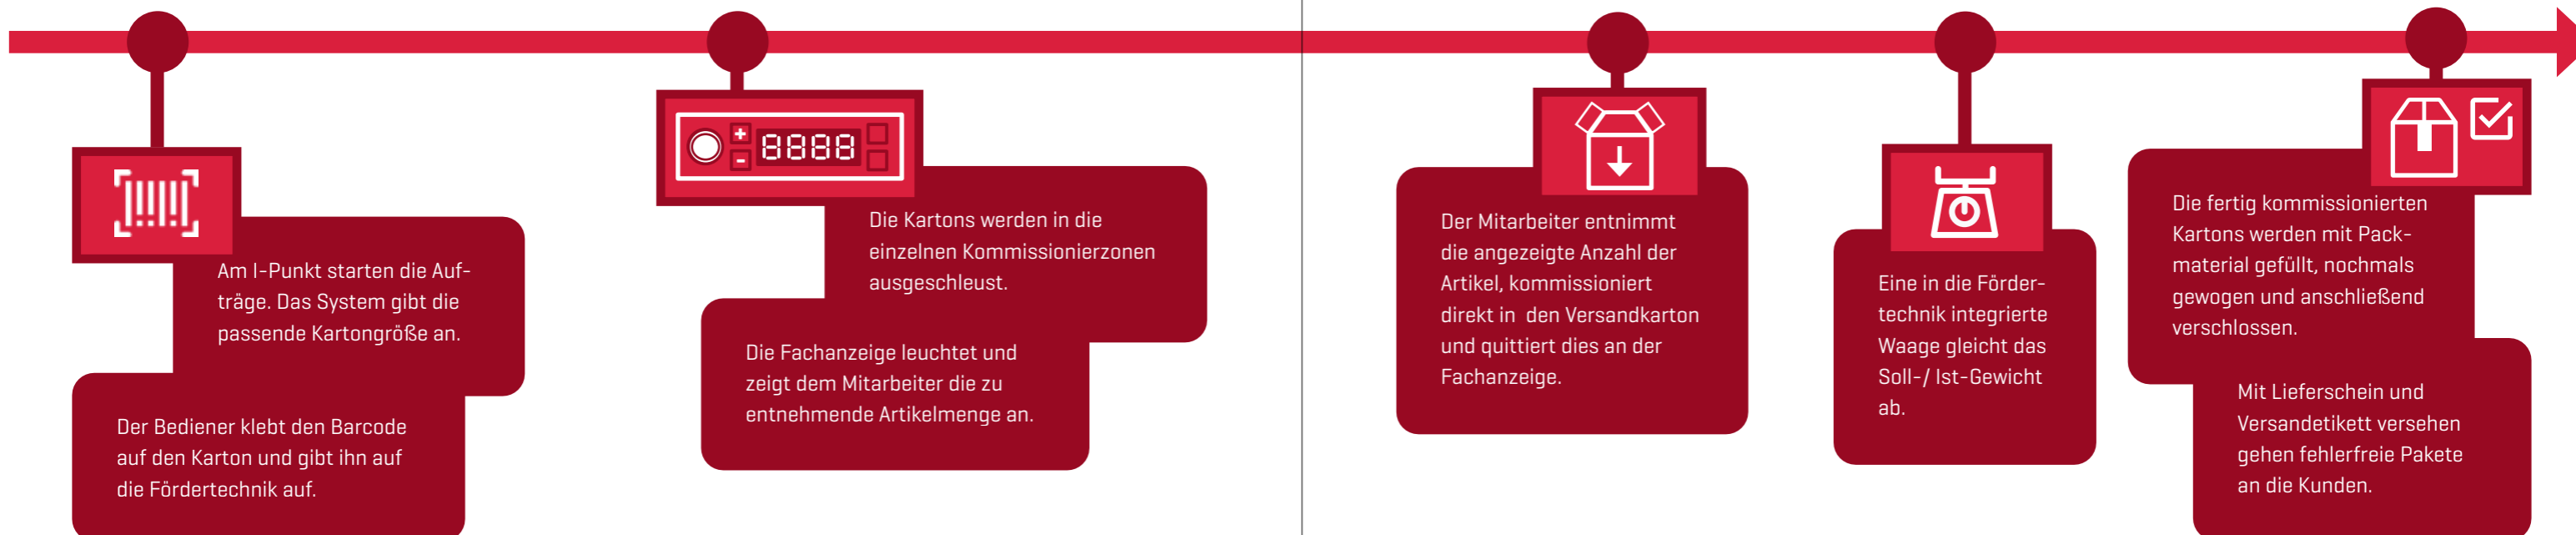 Am I-Punkt starten die Auf-
träge. Das System gibt die
passende Kartongröße an.
Der Bediener klebt den Barcode
auf den Karton und gibt ihn auf
die Fördertechnik auf.
8888
Die Kartons werden in die
einzelnen Kommissionierzonen
ausgeschleust.
Die Fachanzeige leuchtet und
zeigt dem Mitarbeiter die zu
entnehmende Artikelmenge an.
Der Mitarbeiter entnimmt
die angezeigte Anzahl der
Artikel, kommissioniert
direkt in den Versandkarton
und quittiert dies an der
Fachanzeige.
Eine in die Förder-
technik integrierte
Waage gleicht das
Soll-/ Ist-Gewicht
ab.
Die fertig kommissionierten
Kartons werden mit Pack-
material gefüllt, nochmals
gewogen und anschließend
verschlossen.
Mit Lieferschein und
Versandetikett versehen
gehen fehlerfreie Pakete
an die Kunden.